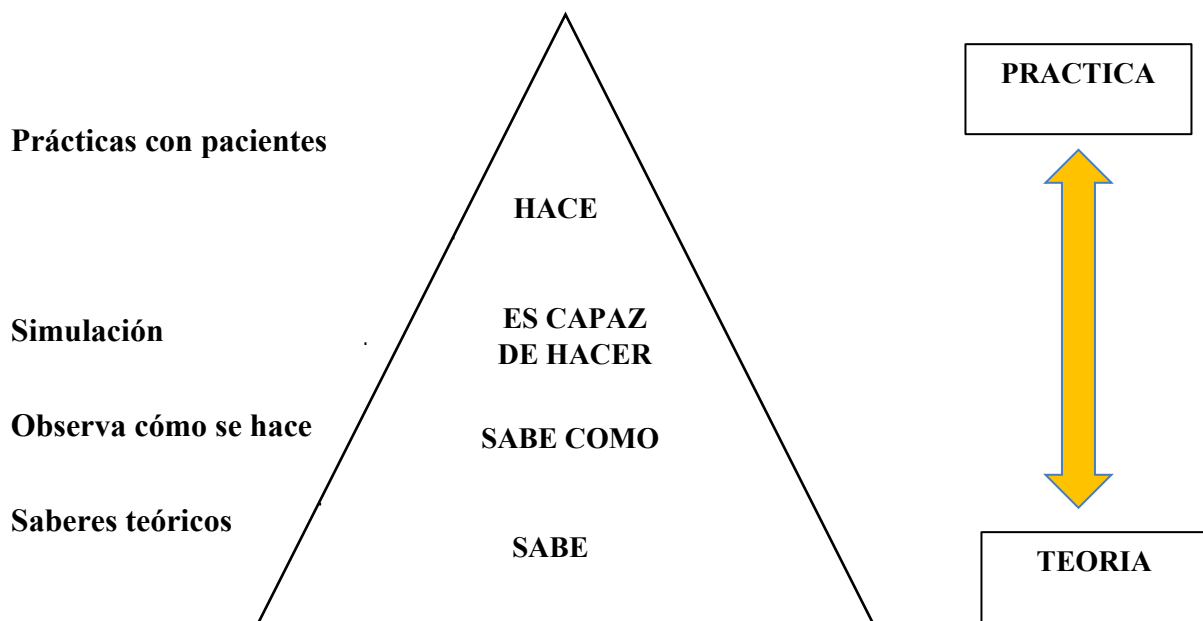 PRACTICA
Prácticas con pacientes
HACE
Simulación
ES CAPAZ
DE HACER
Observa cómo se hace
SABE COMO
Saberes teóricos
SABE
TEORIA